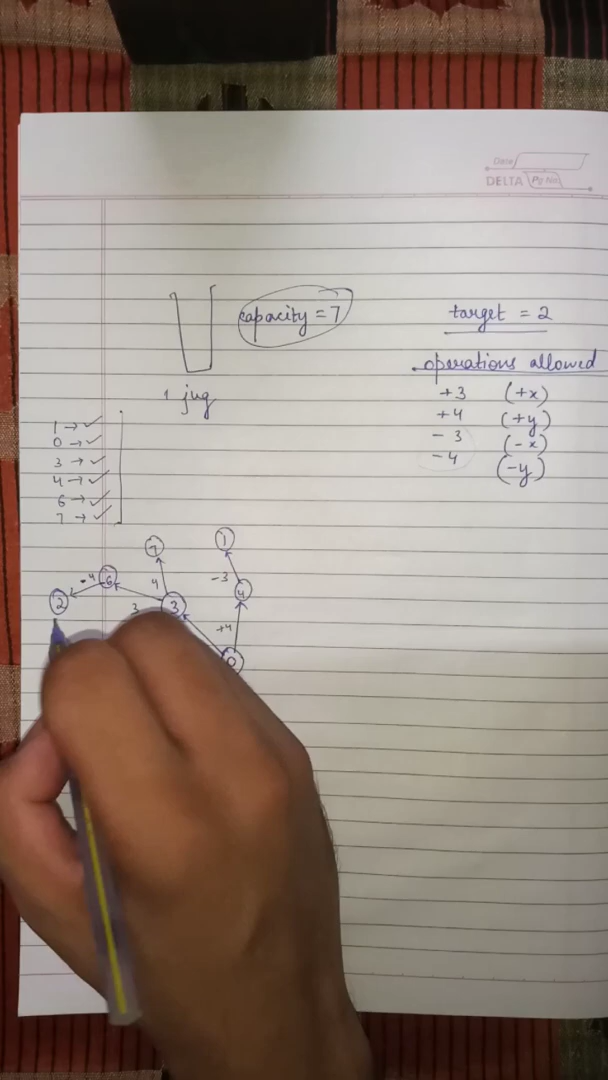 Date
DELTA Pg No.
capacity = 7
target = 2
1 jug
operations allowed
+3 (+x)
+4 (+y)
-3 (-x)
-4 (-y)
1 → ✓
0 → ✓
3 → ✓
4 → ✓
6 → ✓
7 → ✓
7 1
-4 6 4 -3 4
2 3 3 +4
0